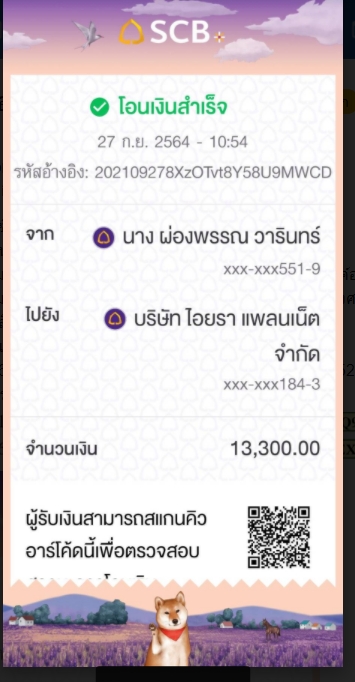 SCB
โอนเงินสำเร็จ
27 ก.ย. 2564 - 10:54
รหัสอ้างอิง: 202109278XzOTvt8Y58U9MWCD
จาก
นาง ผ่องพรรณ วารินทร์
xxx-xxx551-9
ไปยัง
บริษัท ไอยรา แพลนเน็ต
จำกัด
xxx-xxx184-3
จำนวนเงิน
13,300.00
ผู้รับเงินสามารถสแกนคิว
อาร์โค้ดนี้เพื่อตรวจสอบ